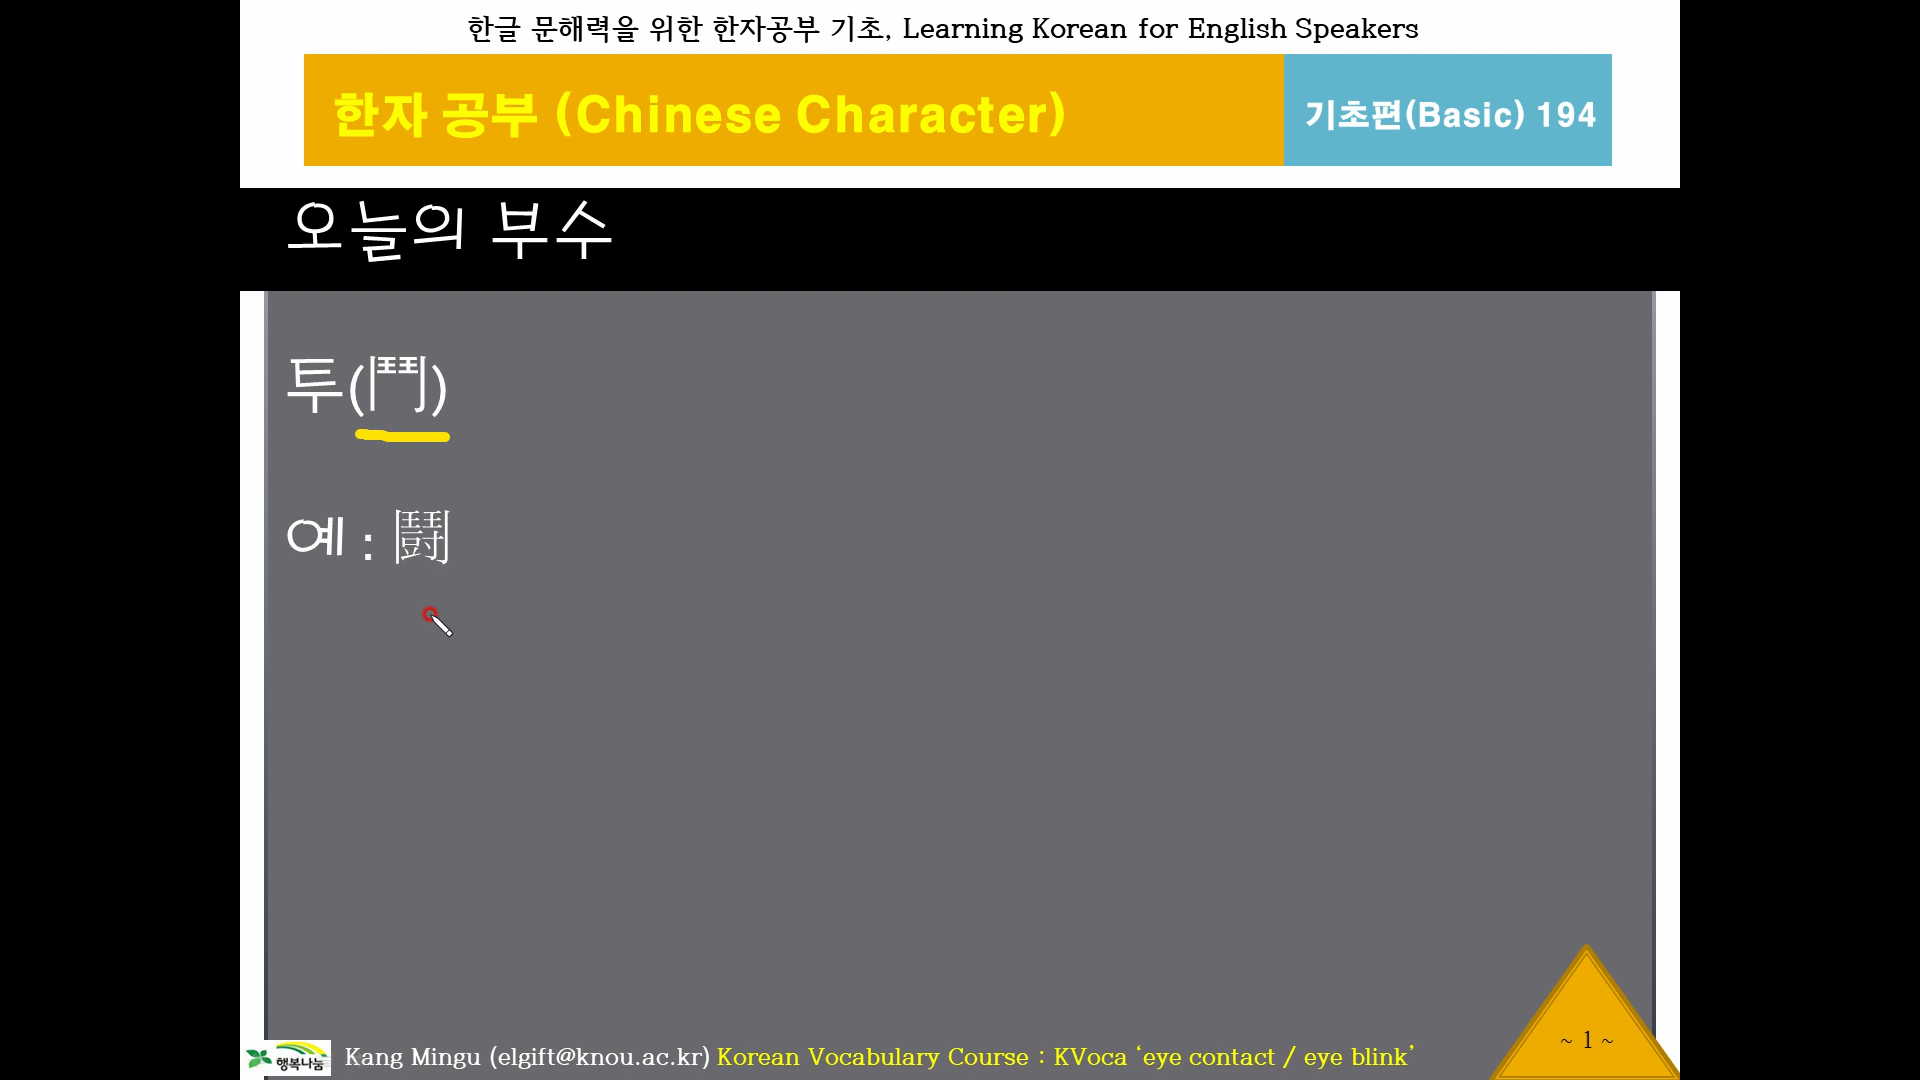 한글 문해력을 위한 한자공부 기초, Learning Korean for English Speakers
한자 공부 (Chinese Character) 기초편(Basic) 194
오늘의 부수
투(鬥)
예 : 鬪
~ 1 ~
행복나눔 Kang Mingu (elgift@knou.ac.kr) Korean Vocabulary Course : KVoca ‘eye contact / eye blink’